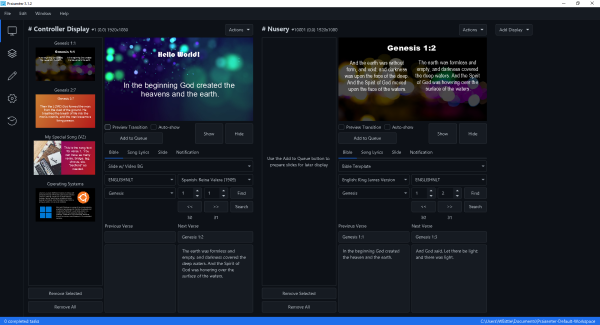 Presenter 5.12
File Edit Window Help
# Controller Display #1 (0,0) 1920x1080
Actions
Genesis 1:1
Genesis 2:7
My Special Song (V2)
Operating Systems
Remove Selected
Remove All
Hello World!
In the beginning God created the
heavens and the earth.
Preview Transition Auto-show
Add to Queue
Show
Hide
Bible Song Lyrics Slide Notification
Slide w/ Video BG
ENGLISHNLT
Spanish Reina Valera (1909)
Genesis
1
1
Find
<<
>>
Search
50
31
Previous Verse
Next Verse
Genesis 1:2
The earth was formless and
empty, and darkness covered the
deep waters. And the Spirit of
God was hovering over the
surface of the waters.
# Nusery #10001 (0,0) 1920x1080
Actions
Add Display
Use the Add to Queue button to
prepare slides for later display
Remove Selected
Remove All
Genesis 1:2
And the earth was without
form, and void; and darkness
was upon the face of the deep.
And the Spirit of God moved
upon the face of the waters.
The earth was formless and
empty, and darkness covered
the deep waters. And the Spirit
of God was hovering over the
surface of the waters.
Preview Transition Auto-show
Add to Queue
Show
Hide
Bible Song Lyrics Slide Notification
Bible Template
English-King James Version
ENGLISHNLT
Genesis
1
2
Find
<<
>>
Search
50
31
Previous Verse
Next Verse
Genesis 1:1
Genesis 1:3
In the beginning God created
the heaven and the earth.
And God said, Let there be light:
and there was light.
0 completed tasks